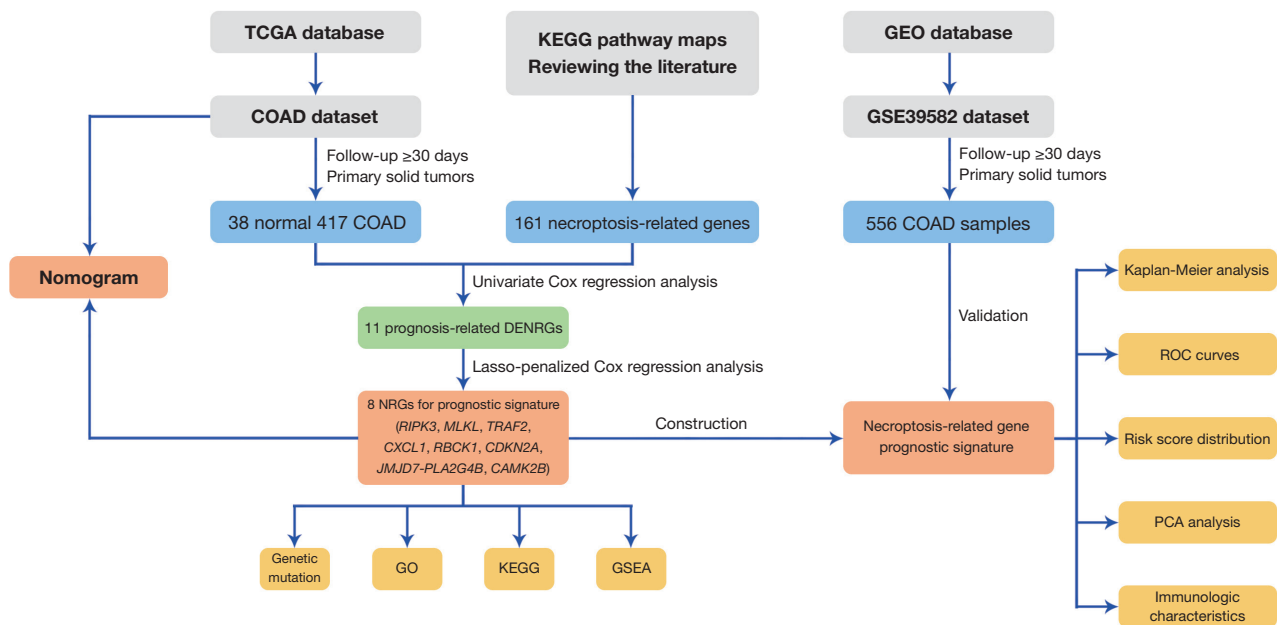 TCGA database
KEGG pathway maps
Reviewing the literature
GEO database
COAD dataset
GSE39582 dataset
Follow-up ≥30 days
Primary solid tumors
Follow-up ≥30 days
Primary solid tumors
38 normal 417 COAD
161 necroptosis-related genes
556 COAD samples
Nomogram
Univariate Cox regression analysis
11 prognosis-related DENRGs
Validation
Lasso-penalized Cox regression analysis
8 NRGs for prognostic signature
(RIPK3, MLKL, TRAF2,
CXCL1, RBCK1, CDKN2A,
JMJD7-PLA2G4B, CAMK2B)
Construction
Necroptosis-related gene
prognostic signature
Genetic
mutation
GO
KEGG
GSEA
Kaplan-Meier analysis
ROC curves
Risk score distribution
PCA analysis
Immunologic
characteristics